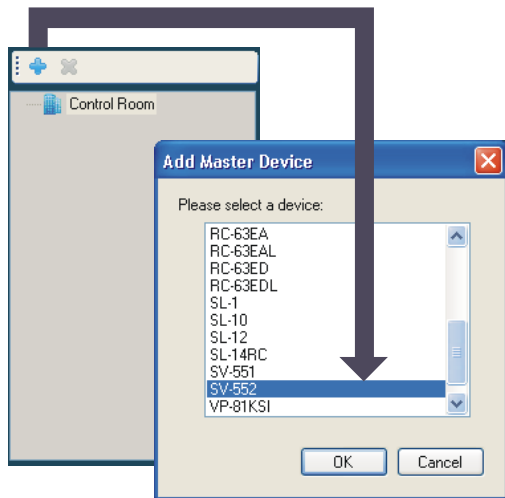 Control Room
Add Master Device
Please select a device:
RC-63EA
RC-63EAL
RC-63ED
RC-63EDL
SL-1
SL-10
SL-12
SL-14RC
SV-551
SV-552
VP-81KSI
OK
Cancel